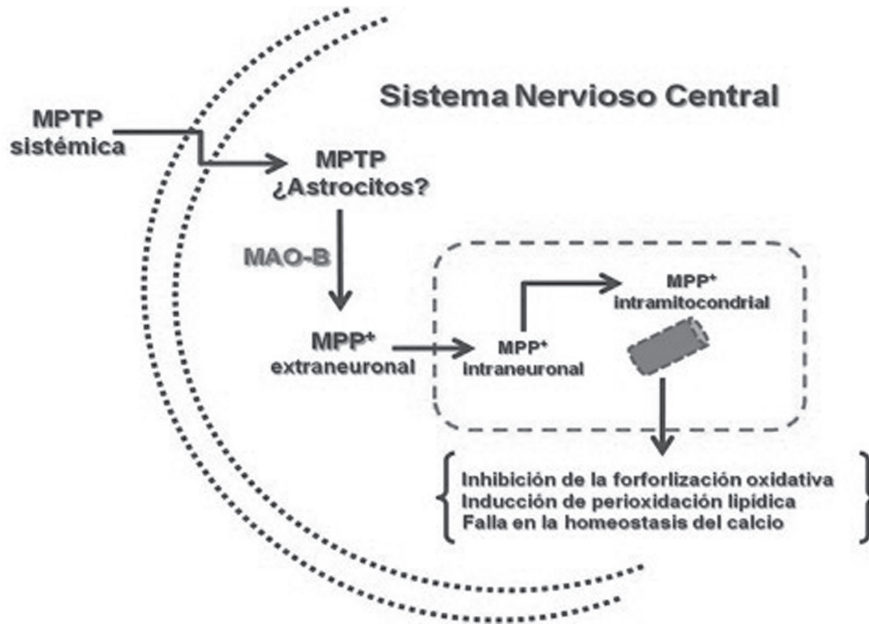 Sistema Nervioso Central
MPTP
sistémica
MPTP
¿Astrocitos?
MAO-B
MPP⁺
extraneuronal
MPP⁺
intraneuronal
MPP⁺
intramitocondrial
Inhibición de la forforlización oxidativa
Inducción de perioxidación lipídica
Falla en la homeostasis del calcio